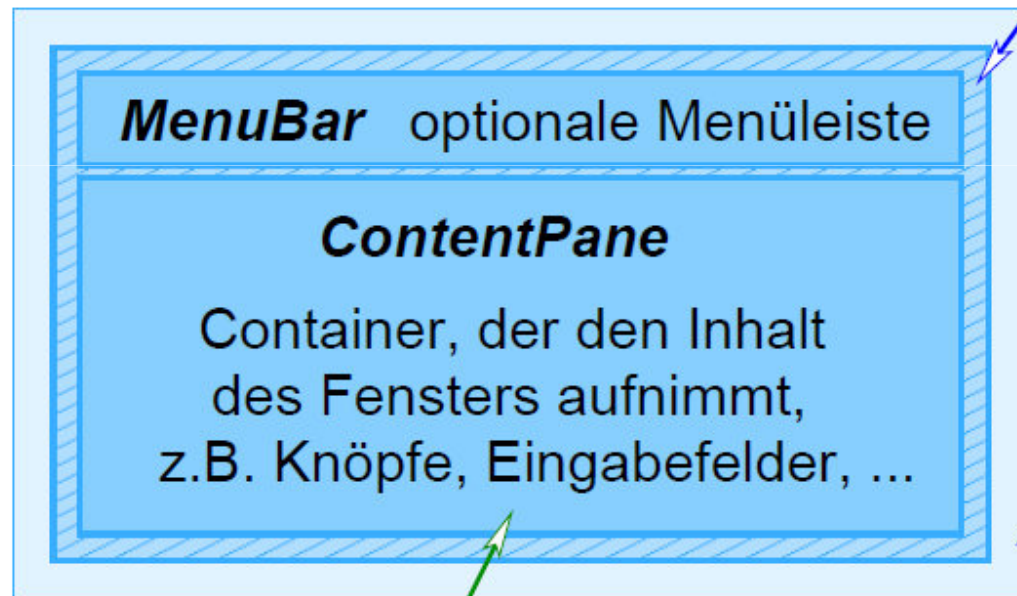 MenuBar optionale Menüleiste
ContentPane
Container, der den Inhalt
des Fensters aufnimmt,
z.B. Knöpfe, Eingabefelder, ...